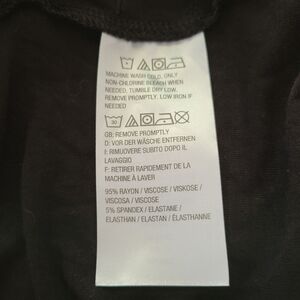 MACHINE WASH COLD, ONLY
NON-CHLORINE BLEACH WHEN
NEEDED, TUMBLE DRY LOW,
REMOVE PROMPTLY. LOW IRON IF
NEEDED
30
GB: REMOVE PROMPTLY
D: VOR DER WÄSCHE ENTFERNEN
I: RIMUOVERE SUBITO DOPO IL
LAVAGGIO
F: RETIRER RAPIDEMENT DE LA
MACHINE À LAVER
95% RAYON / VISCOSE / VISKOSE /
VISCOSA / VISCOSE
5% SPANDEX / ELASTANE /
ELASTHAN / ELASTAN / ÉLASTHANNE